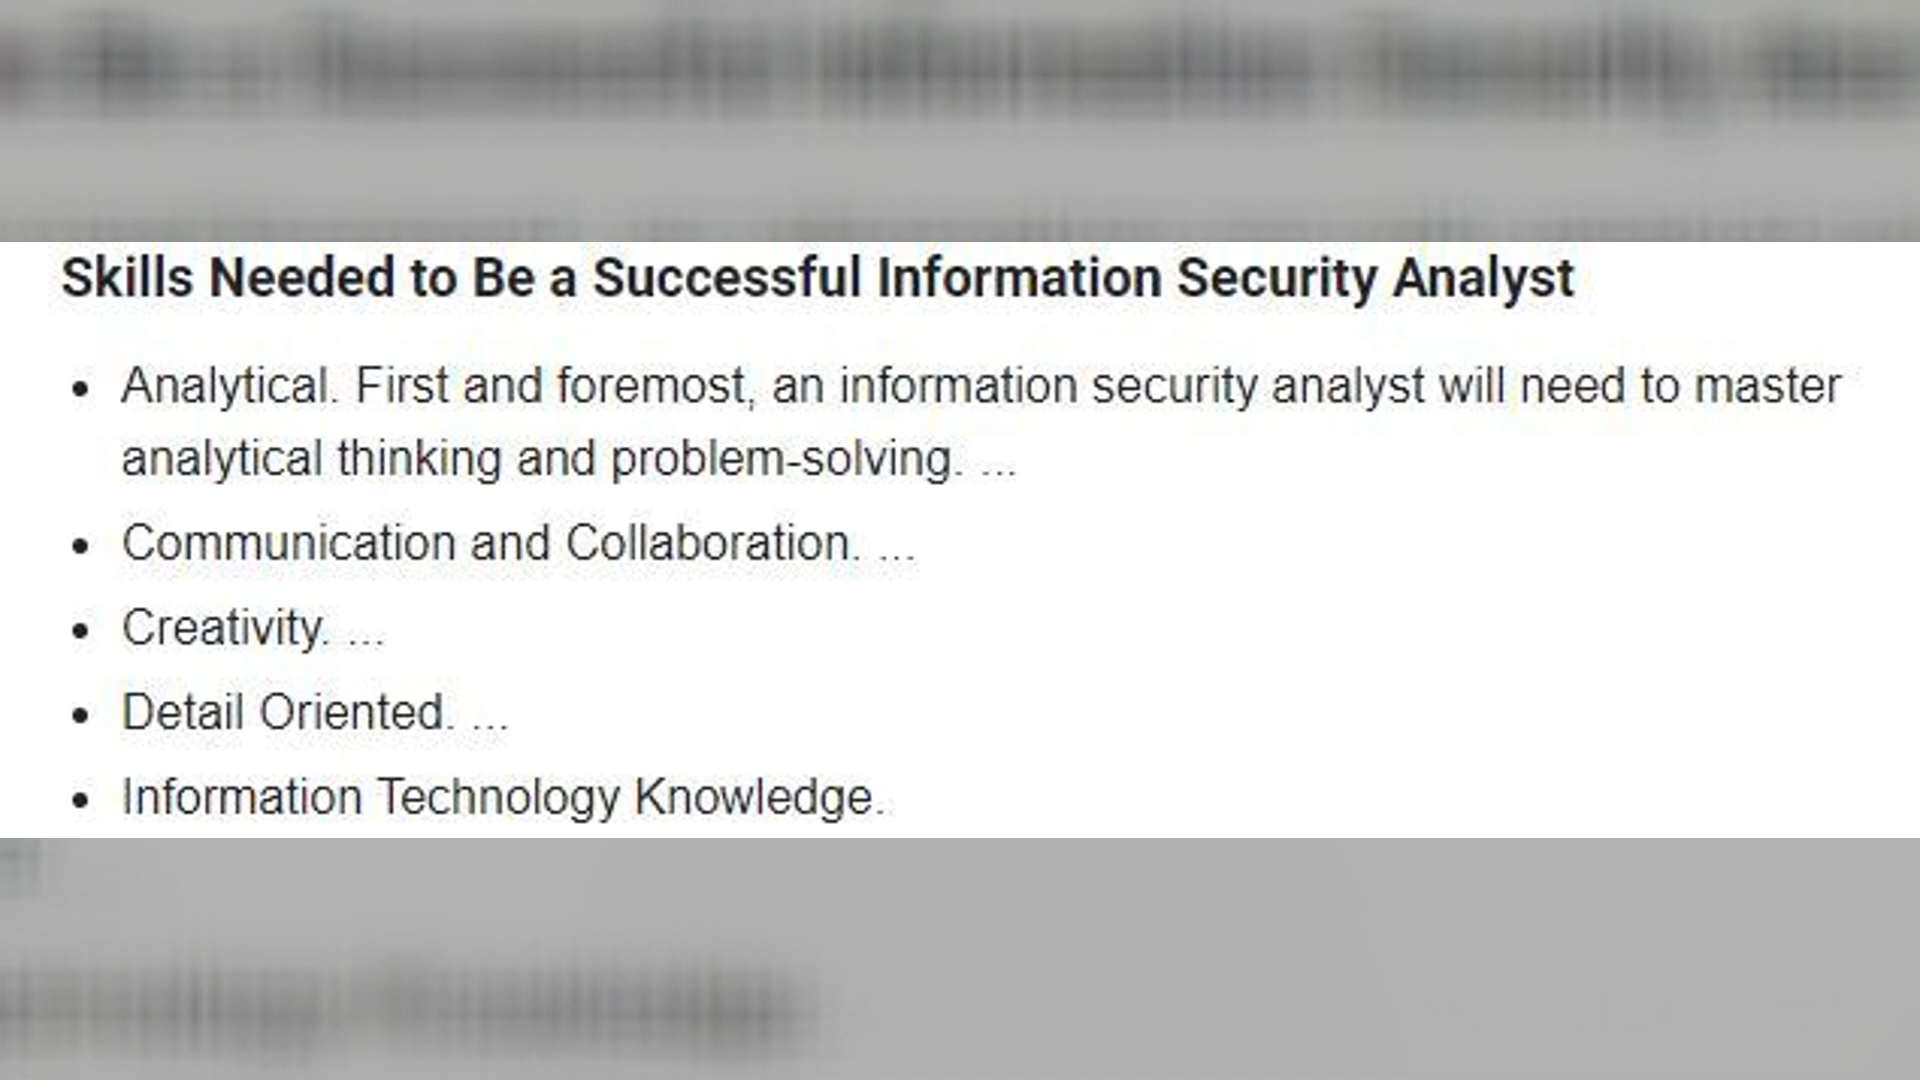 Skills Needed to Be a Successful Information Security Analyst
• Analytical. First and foremost, an information security analyst will need to master
analytical thinking and problem-solving. ...
• Communication and Collaboration. ...
• Creativity. ...
• Detail Oriented. ...
• Information Technology Knowledge.